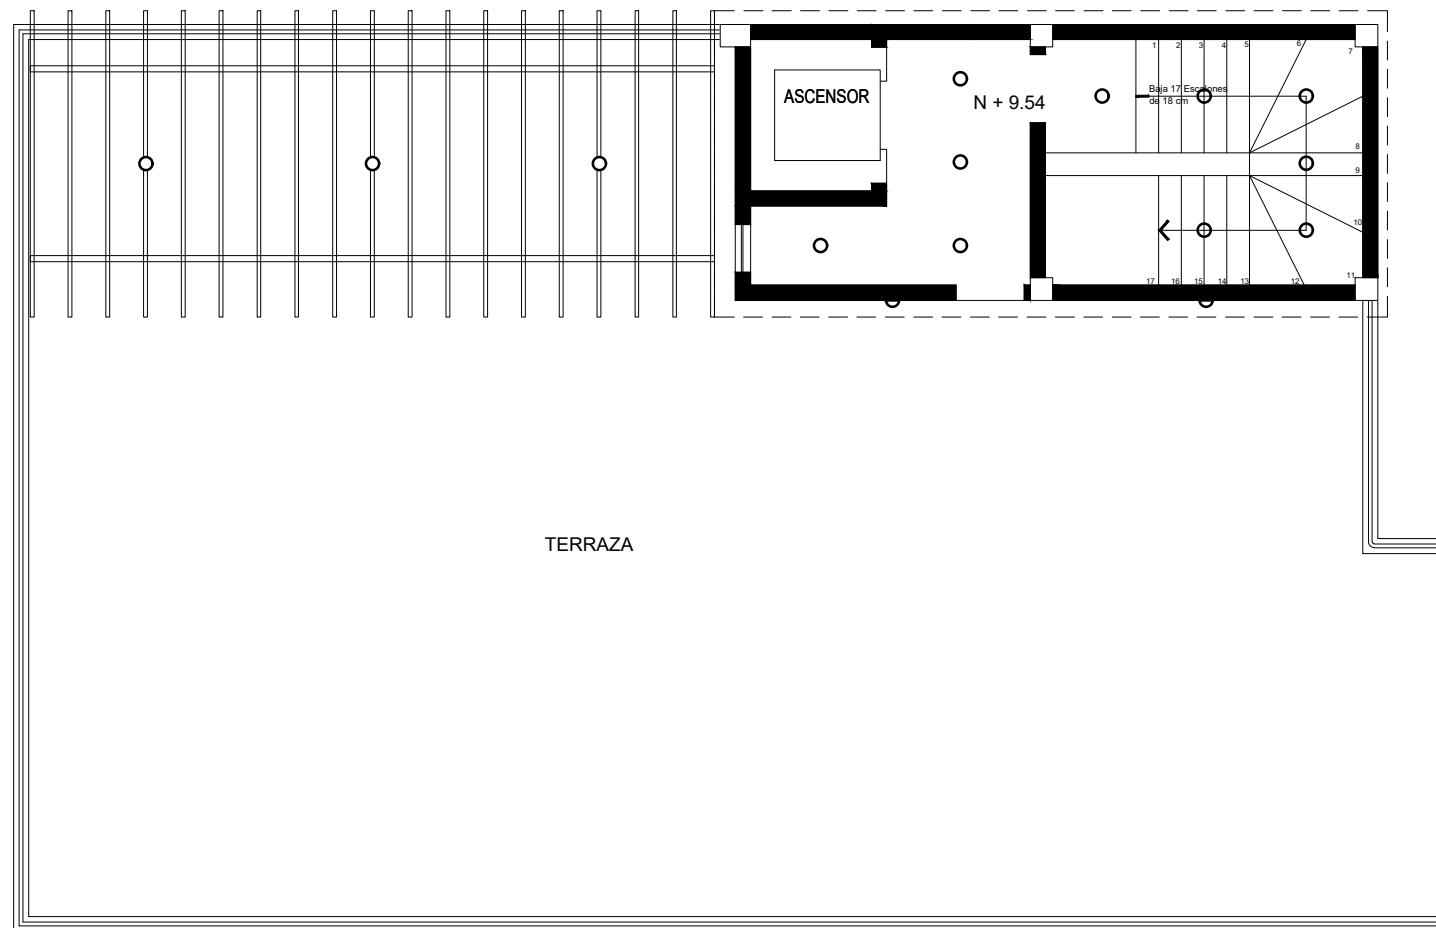 1 2 3 4 5 6 7
Baja 17 Escalones
de 18 cm
ASCENSOR
N + 9.54
8
9
10
17 16 15 14 13 12 11
TERRAZA